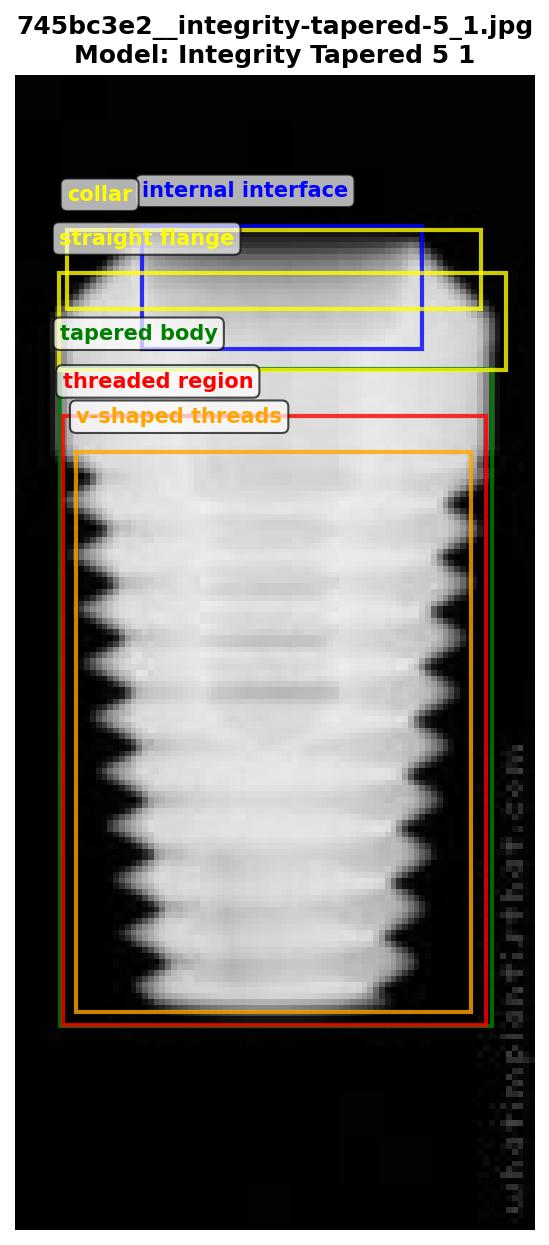 745bc3e2__integrity-tapered-5_1.jpg
Model: Integrity Tapered 5 1
collar internal interface
straight flange
tapered body
threaded region
v-shaped threads
whatimplantisthat.com